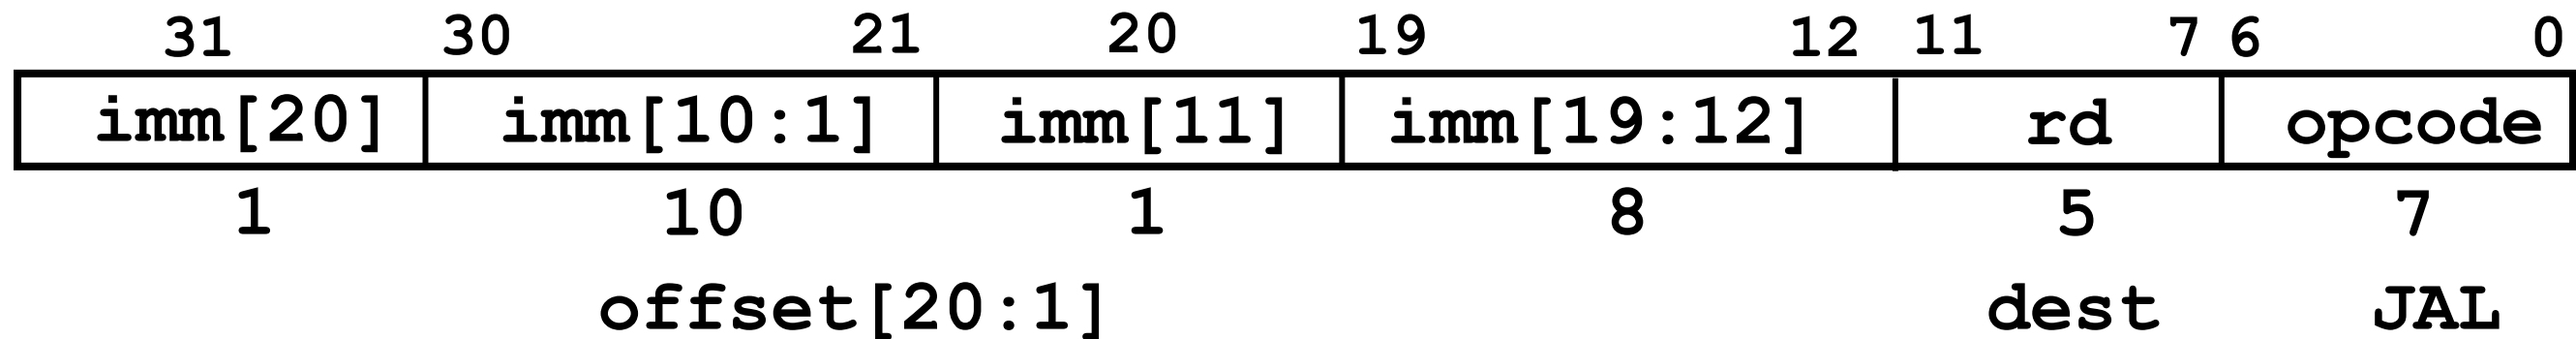 31 30 21 20 19 12 11 7 6 0
imm[20] imm[10:1] imm[11] imm[19:12] rd opcode
1 10 1 8 5 7
offset[20:1] dest JAL